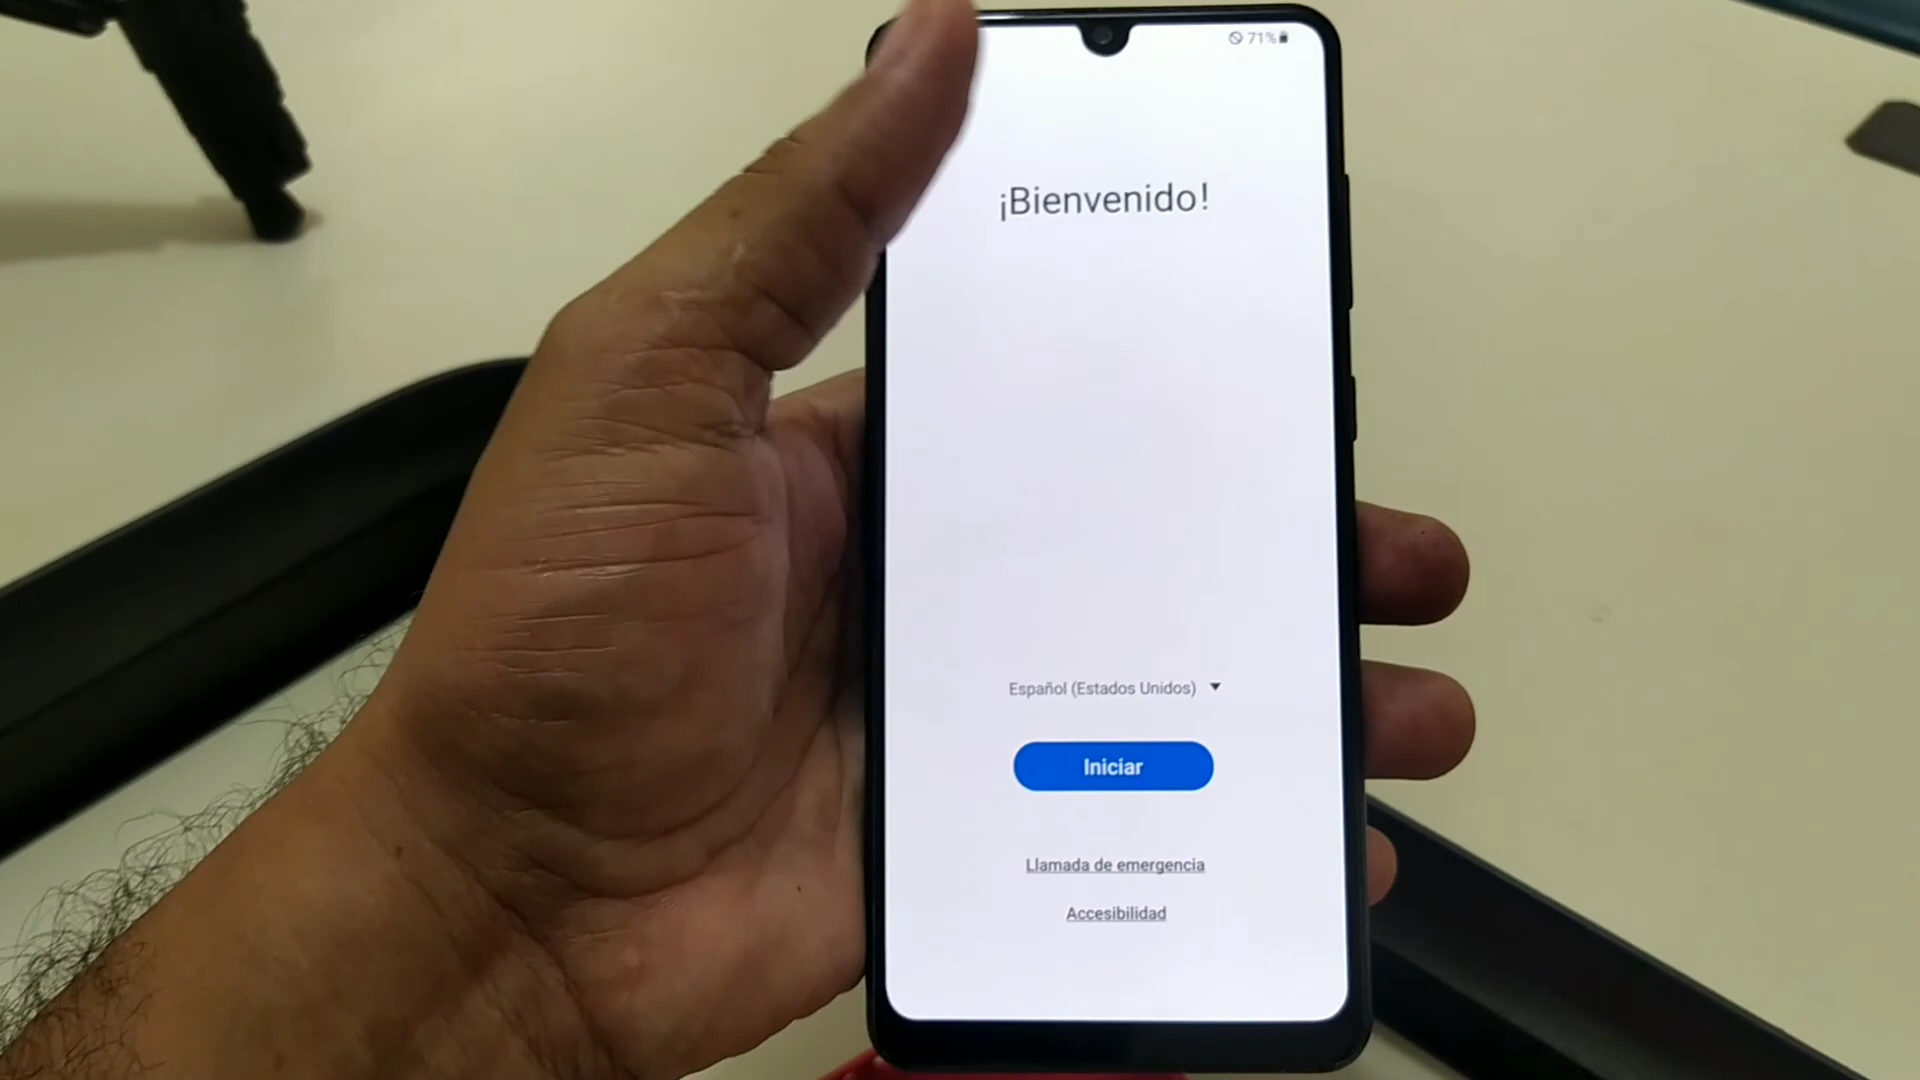 71%
¡Bienvenido!
Español (Estados Unidos)
Iniciar
Llamada de emergencia
Accesibilidad